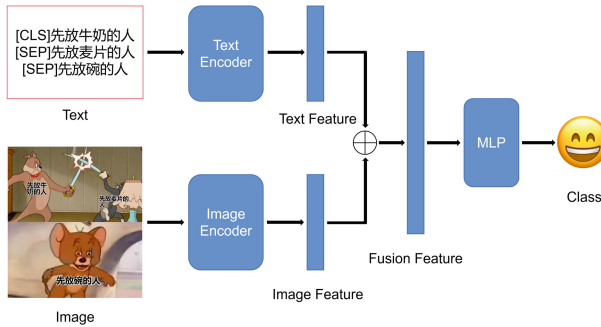 [CLS]先放牛奶的人
[SEP]先放麦片的人
[SEP]先放碗的人
Text
Text
Encoder
Text Feature
先放牛
奶的人
先放麦片的
人
先放碗的人
Image
Image
Encoder
Image Feature
Fusion Feature
MLP
Class